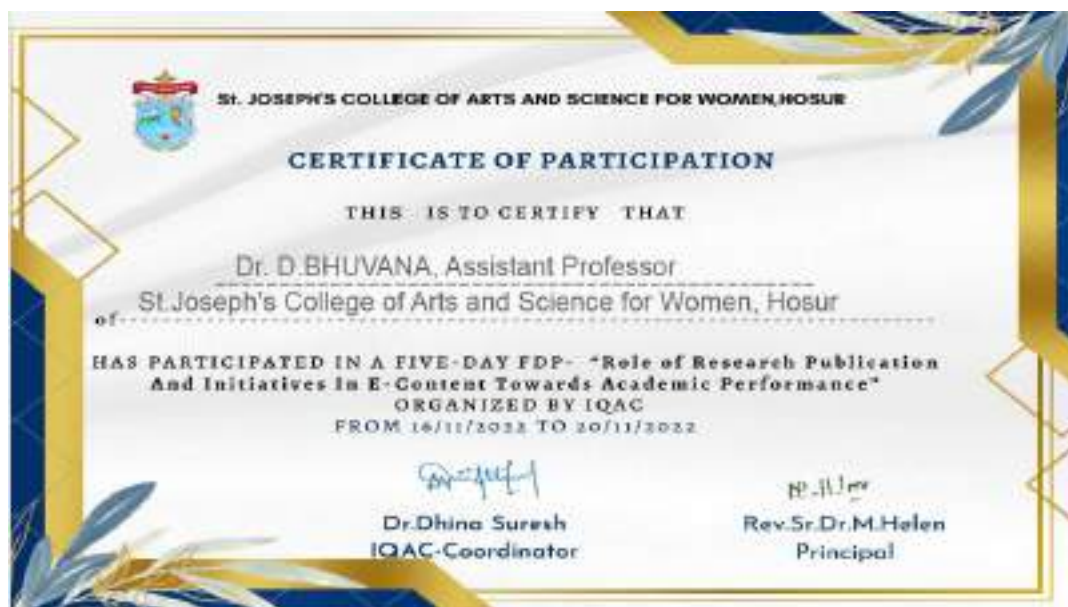 St. JOSEPH'S COLLEGE OF ARTS AND SCIENCE FOR WOMEN,HOSUR
CERTIFICATE OF PARTICIPATION
THIS IS TO CERTIFY THAT
Dr. D.BHUVANA, Assistant Professor
of St.Joseph's College of Arts and Science for Women, Hosur
HAS PARTICIPATED IN A FIVE-DAY FDP- "Role of Research Publication
And Initiatives In E-Content Towards Academic Performance"
ORGANIZED BY IQAC
FROM 16/11/2022 TO 20/11/2022
Dr.Dhina Suresh
IQAC-Coordinator
Rev.Sr.Dr.M.Helen
Principal